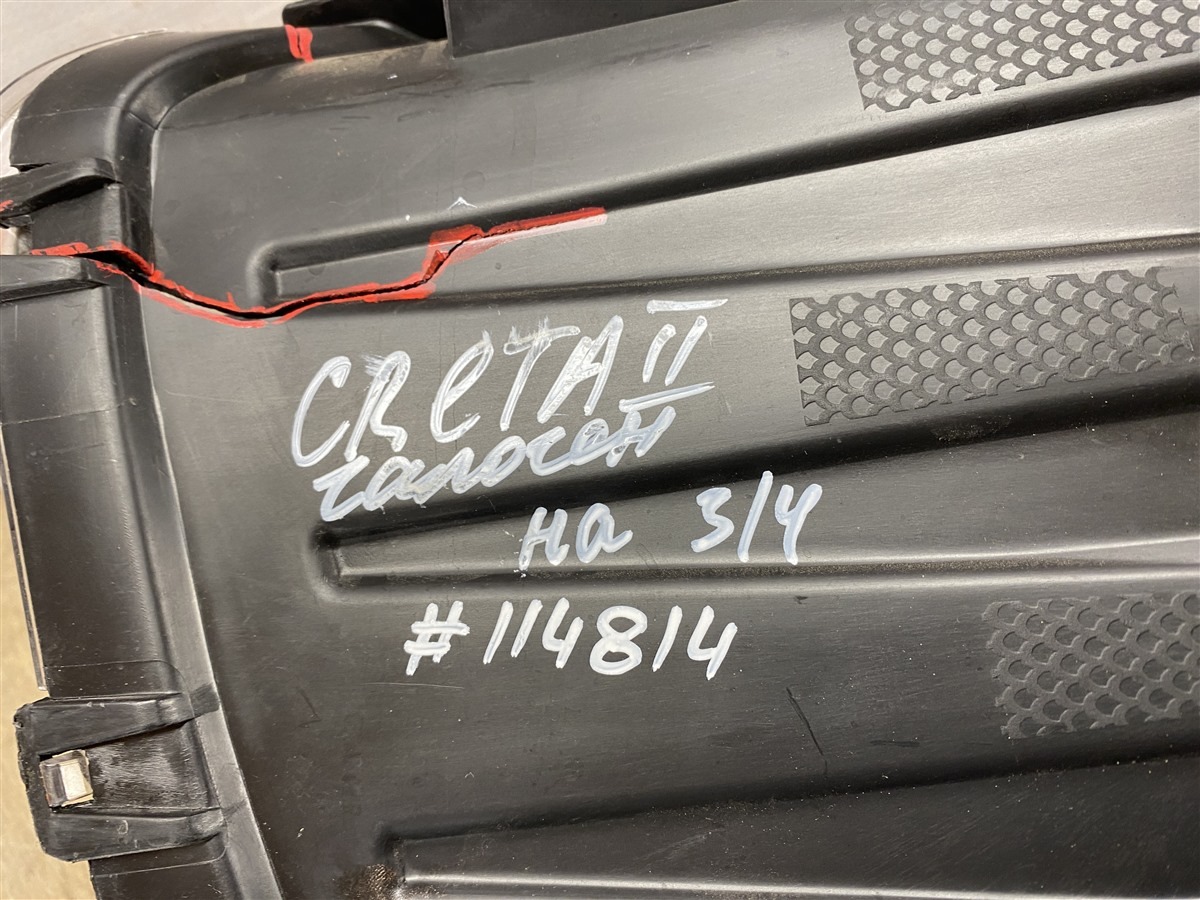 CRETA II
галоген
на 3/4
#114814